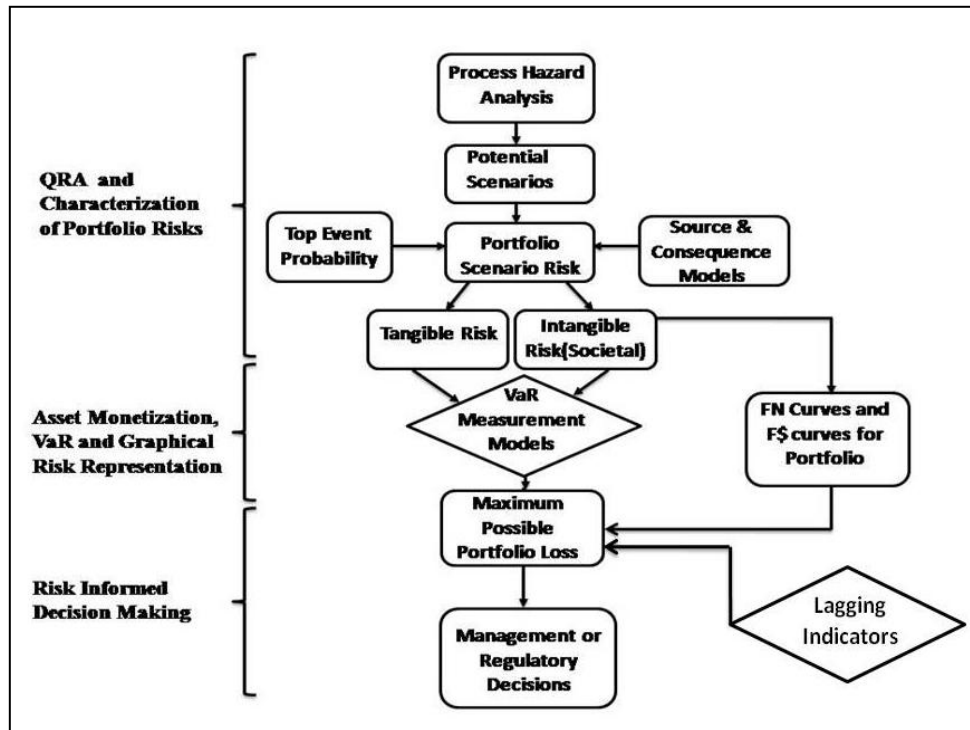 Process Hazard
Analysis
Potential
Scenarios
QRA and
Characterization
of Portfolio Risks
Top Event
Probability
Portfolio
Scenario Risk
Source &
Consequence
Models
Tangible Risk
Intangible
Risk(Societal)
Asset Monetization,
VaR and Graphical
Risk Representation
VaR
Measurement
Models
FN Curves and
F$ curves for
Portfolio
Maximum
Possible
Portfolio Loss
Risk Informed
Decision Making
Lagging
Indicators
Management or
Regulatory
Decisions